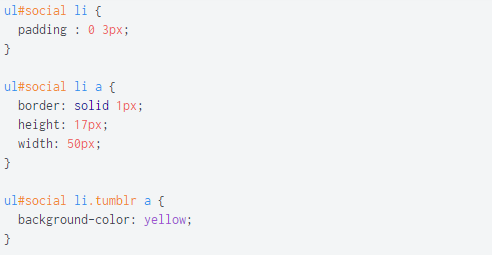 ul#social li {
  padding : 0 3px;
}

ul#social li a {
  border: solid 1px;
  height: 17px;
  width: 50px;
}

ul#social li.tumblr a {
  background-color: yellow;
}